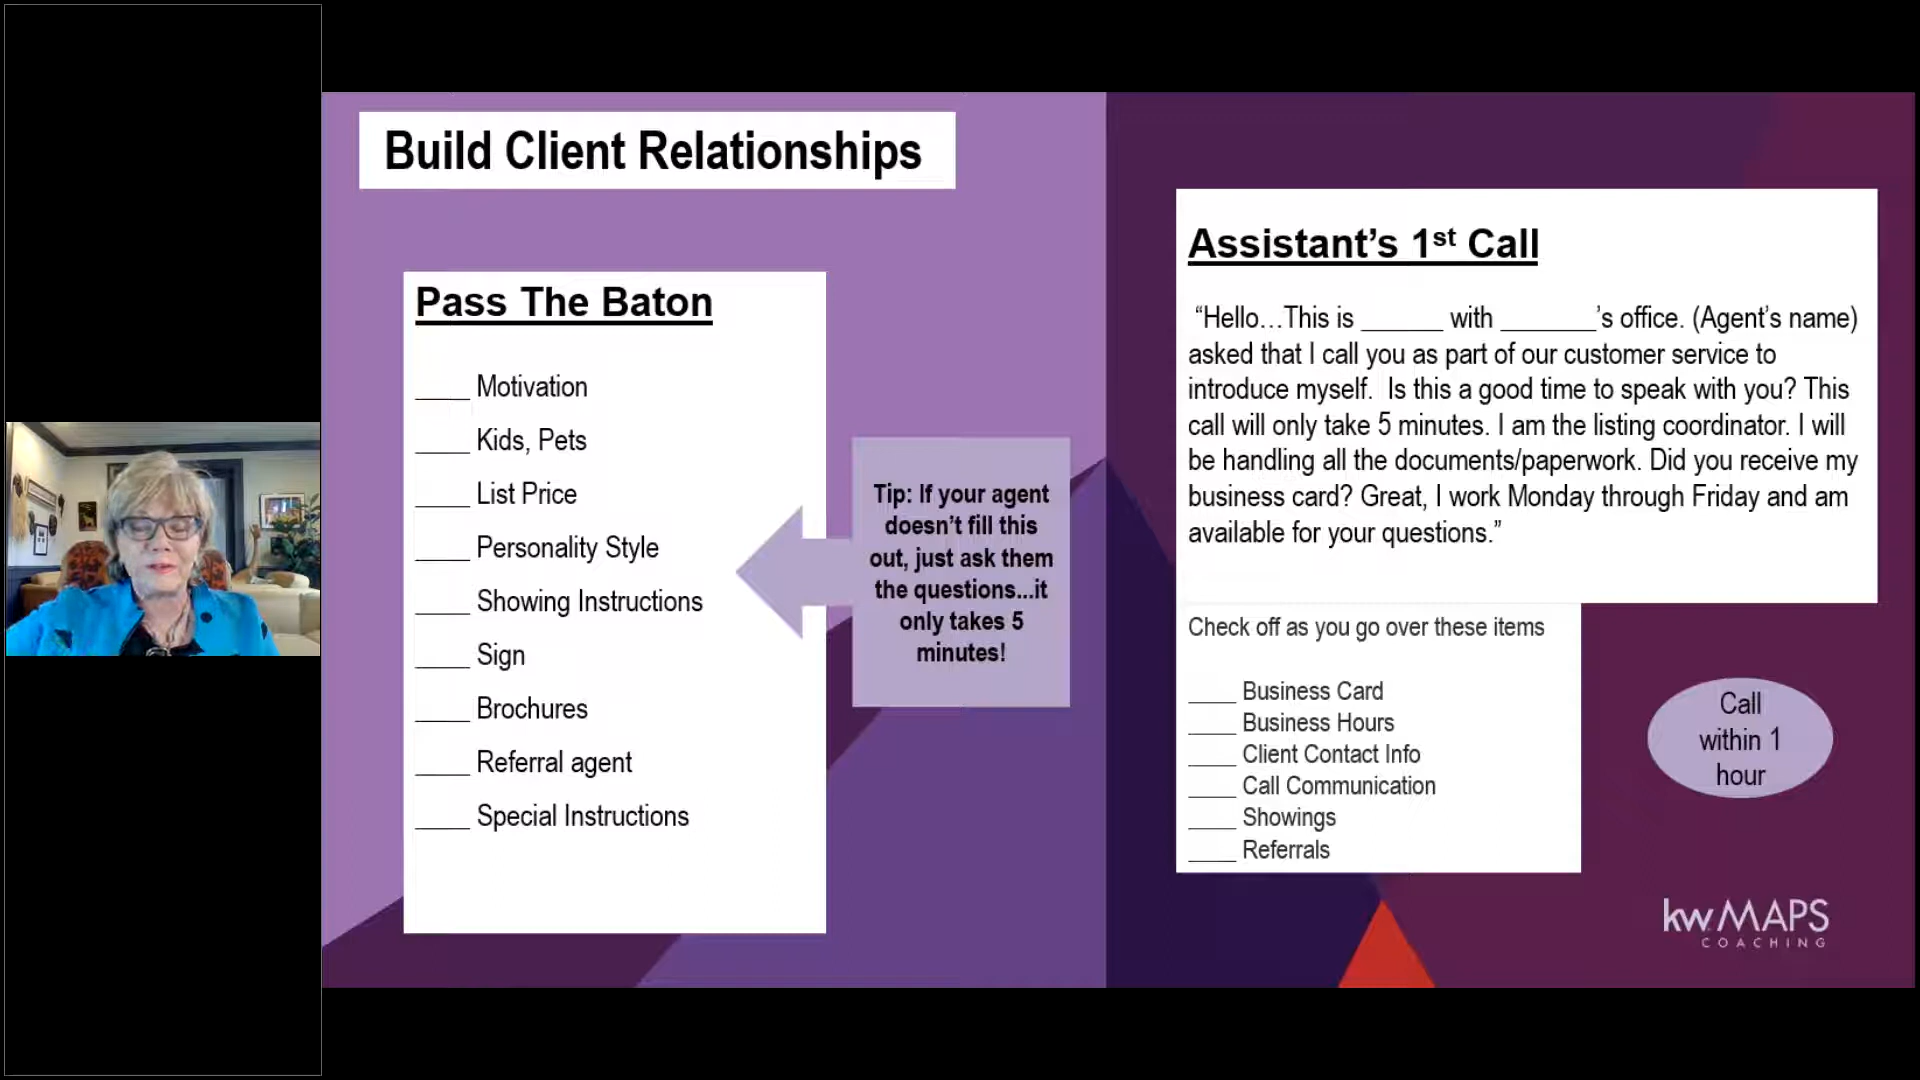 Build Client Relationships
Pass The Baton
____ Motivation
____ Kids, Pets
____ List Price
____ Personality Style
____ Showing Instructions
____ Sign
____ Brochures
____ Referral agent
____ Special Instructions
Tip: If your agent
doesn’t fill this
out, just ask them
the questions...it
only takes 5
minutes!
Assistant’s 1st Call
“Hello…This is ______ with _______’s office. (Agent’s name)
asked that I call you as part of our customer service to
introduce myself.  Is this a good time to speak with you? This
call will only take 5 minutes. I am the listing coordinator. I will
be handling all the documents/paperwork. Did you receive my
business card? Great, I work Monday through Friday and am
available for your questions.”
Check off as you go over these items
____ Business Card
____ Business Hours
____ Client Contact Info
____ Call Communication
____ Showings
____ Referrals
Call
within 1
hour
kw MAPS
COACHING